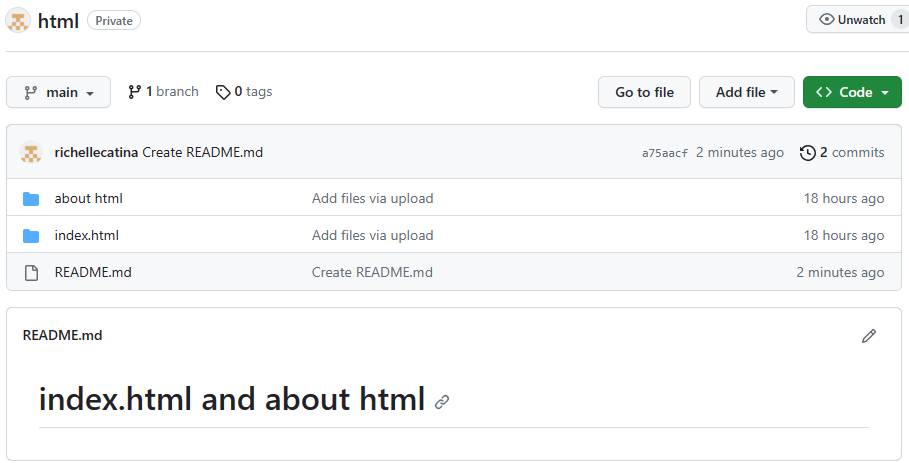 html Private Unwatch 1
main 1 branch 0 tags Go to file Add file Code
richellecatina Create README.md a75aacf 2 minutes ago 2 commits
about html Add files via upload 18 hours ago
index.html Add files via upload 18 hours ago
README.md Create README.md 2 minutes ago
README.md
index.html and about html